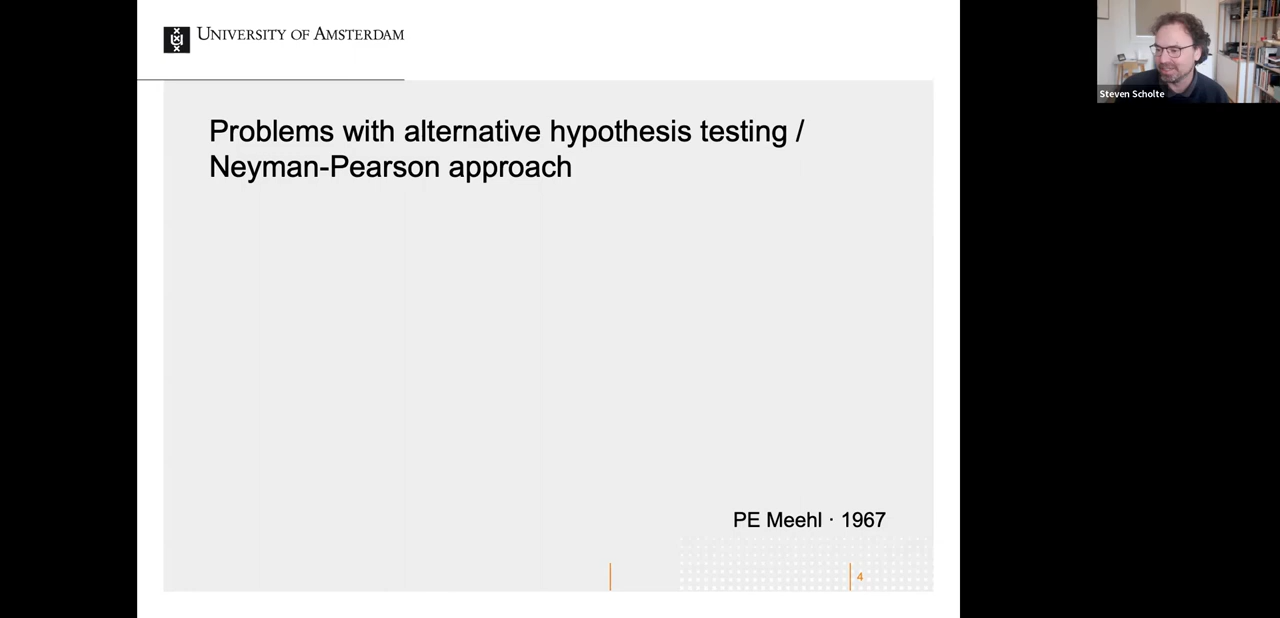 UNIVERSITY OF AMSTERDAM
Steven Scholte
Problems with alternative hypothesis testing /
Neyman-Pearson approach
PE Meehl · 1967
4